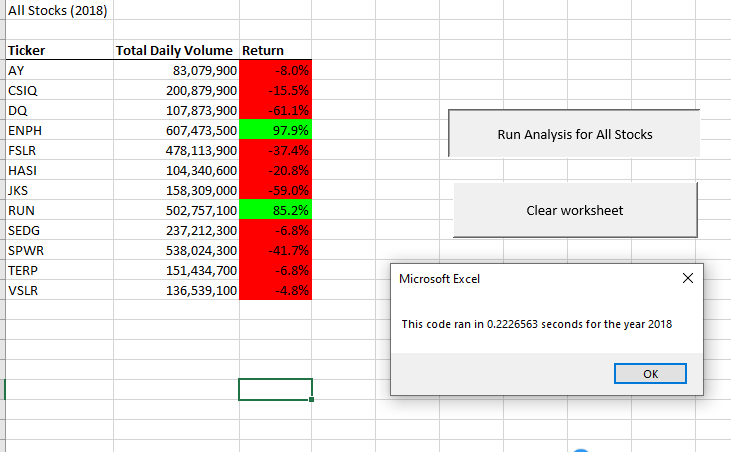 All Stocks (2018)
Ticker Total Daily Volume Return
AY 83,079,900 -8.0%
CSIQ 200,879,900 -15.5%
DQ 107,873,900 -61.1%
ENPH 607,473,500 97.9%
FSLR 478,113,900 -37.4%
HASI 104,340,600 -20.8%
JKS 158,309,000 -59.0%
RUN 502,757,100 85.2%
SEDG 237,212,300 -6.8%
SPWR 538,024,300 -41.7%
TERP 151,434,700 -6.8%
VSLR 136,539,100 -4.8%
Run Analysis for All Stocks
Clear worksheet
Microsoft Excel
This code ran in 0.2226563 seconds for the year 2018
OK